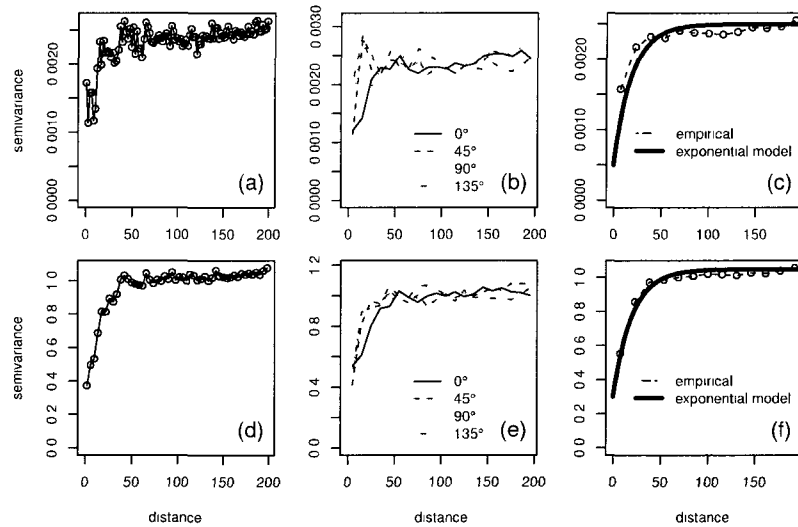 semivariance
0.0000 0.0010 0.0020
0 50 100 150 200
(a)
0.0000 0.0010 0.0020 0.0030
0 50 100 150 200
0°
45°
90°
135°
(b)
0.0000 0.0010 0.0020
0 50 100 150
empirical
exponential model
(c)
semivariance
0.0 0.2 0.4 0.6 0.8 1.0
0 50 100 150 200
distance
(d)
0.0 0.4 0.8 1.2
0 50 100 150 200
distance
0°
45°
90°
135°
(e)
0.0 0.2 0.4 0.6 0.8 1.0
0 50 100 150
distance
empirical
exponential model
(f)